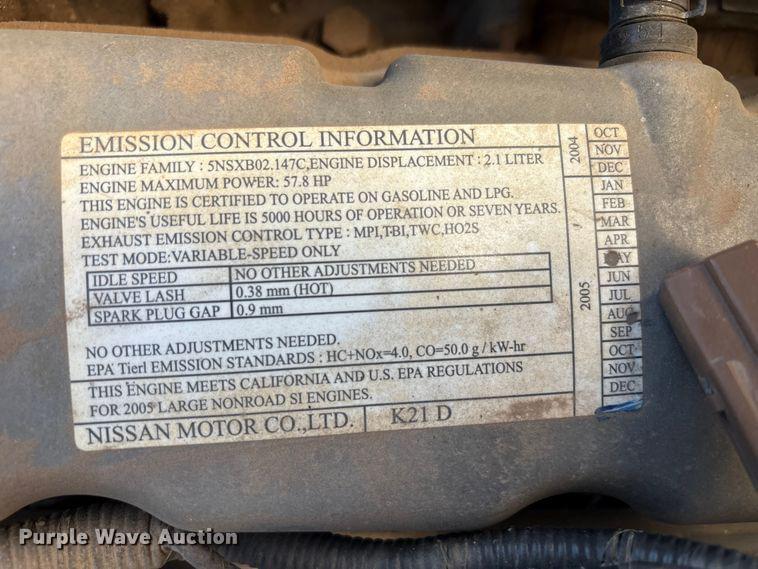 EMISSION CONTROL INFORMATION
ENGINE FAMILY : 5NSXB02.147C,ENGINE DISPLACEMENT : 2.1 LITER
ENGINE MAXIMUM POWER: 57.8 HP
THIS ENGINE IS CERTIFIED TO OPERATE ON GASOLINE AND LPG.
ENGINE'S USEFUL LIFE IS 5000 HOURS OF OPERATION OR SEVEN YEARS.
EXHAUST EMISSION CONTROL TYPE : MPI,TBI,TWC,HO2S
TEST MODE:VARIABLE-SPEED ONLY
IDLE SPEED NO OTHER ADJUSTMENTS NEEDED
VALVE LASH 0.38 mm (HOT)
SPARK PLUG GAP 0.9 mm
NO OTHER ADJUSTMENTS NEEDED.
EPA Tier1 EMISSION STANDARDS : HC+NOx=4.0, CO=50.0 g / kW-hr
THIS ENGINE MEETS CALIFORNIA AND U.S. EPA REGULATIONS
FOR 2005 LARGE NONROAD SI ENGINES.
NISSAN MOTOR CO.,LTD. K21 D
2004
OCT
NOV
DEC
2005
JAN
FEB
MAR
APR
MAY
JUN
JUL
AUG
SEP
OCT
NOV
DEC
Purple Wave Auction